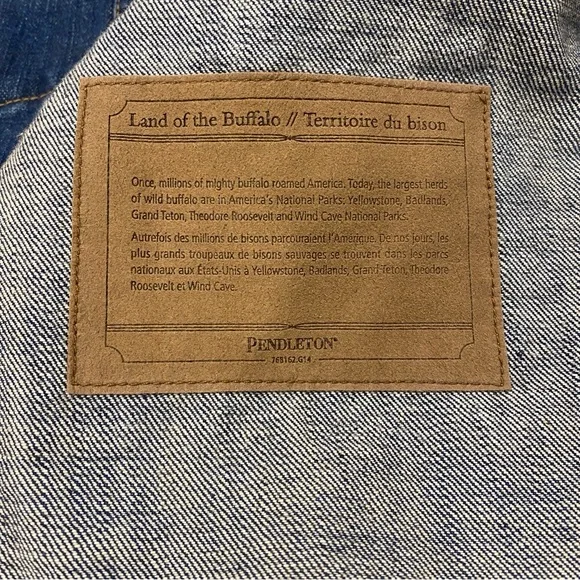 Land of the Buffalo // Territoire du bison
Once, millions of mighty buffalo roamed America. Today, the largest herds
of wild buffalo are in America's National Parks: Yellowstone, Badlands,
Grand Teton, Theodore Roosevelt and Wind Cave National Parks.
Autrefois des millions de bisons parcouraient l'Amérique. De nos jours, les
plus grands troupeaux de bisons sauvages se trouvent dans les parcs
nationaux aux États-Unis à Yellowstone, Badlands, Grand Teton, Theodore
Roosevelt et Wind Cave.
PENDLETON®
768162.G14